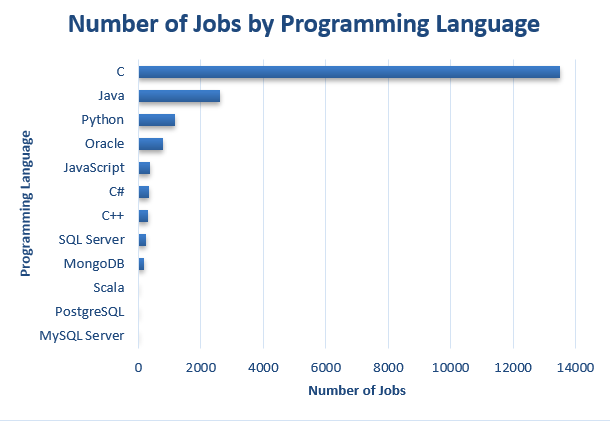 Number of Jobs by Programming Language
Programming Language
C
Java
Python
Oracle
JavaScript
C#
C++
SQL Server
MongoDB
Scala
PostgreSQL
MySQL Server
0 2000 4000 6000 8000 10000 12000 14000
Number of Jobs